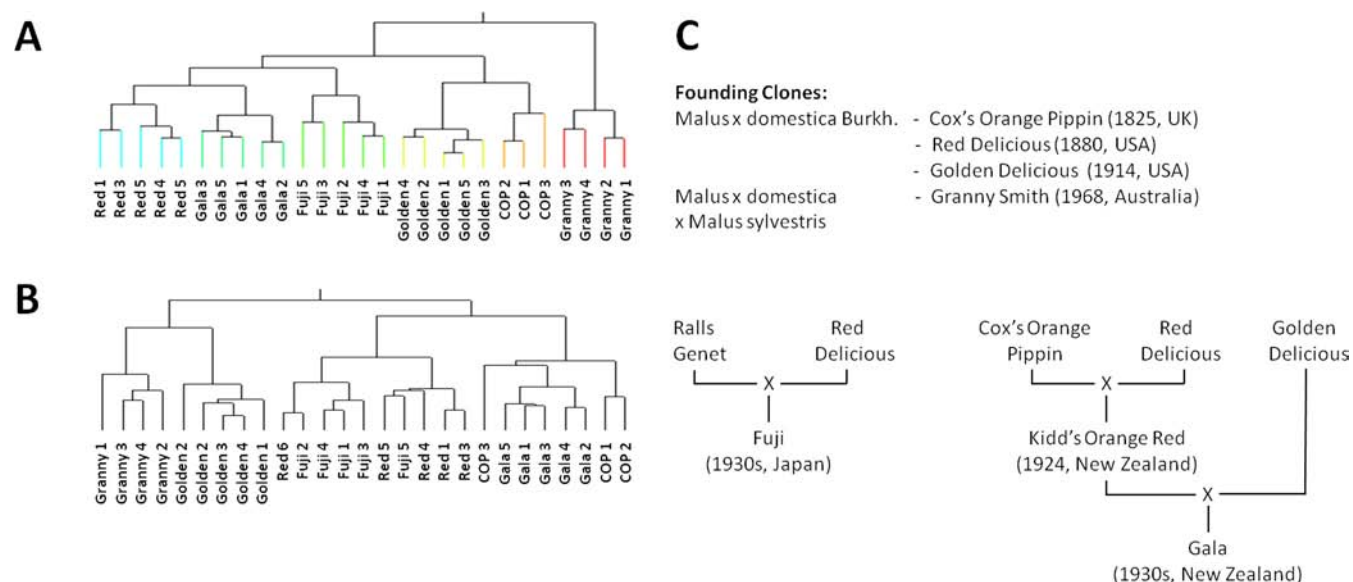 A
Red 1
Red 3
Red 5
Red 4
Red 5
Gala 3
Gala 5
Gala 1
Gala 4
Gala 2
Fuji 5
Fuji 3
Fuji 2
Fuji 4
Fuji 1
Golden 4
Golden 2
Golden 1
Golden 5
Golden 3
COP 2
COP 1
COP 3
Granny 3
Granny 4
Granny 2
Granny 1
B
Granny 1
Granny 3
Granny 4
Granny 2
Golden 2
Golden 2
Golden 3
Golden 4
Golden 1
Red 6
Fuji 2
Fuji 4
Fuji 1
Fuji 3
Red 5
Fuji 5
Red 4
Red 1
Red 3
COP 3
Gala 5
Gala 1
Gala 3
Gala 4
Gala 2
COP 1
COP 2
C
Founding Clones:
Malus x domestica Burkh. - Cox's Orange Pippin (1825, UK)
- Red Delicious (1880, USA)
- Golden Delicious (1914, USA)
Malus x domestica - Granny Smith (1968, Australia)
x Malus sylvestris
Ralls Red Cox's Orange Red Golden
Genet Delicious Pippin Delicious Delicious
X X
Fuji Kidd's Orange Red
(1930s, Japan) (1924, New Zealand)
X
Gala
(1930s, New Zealand)